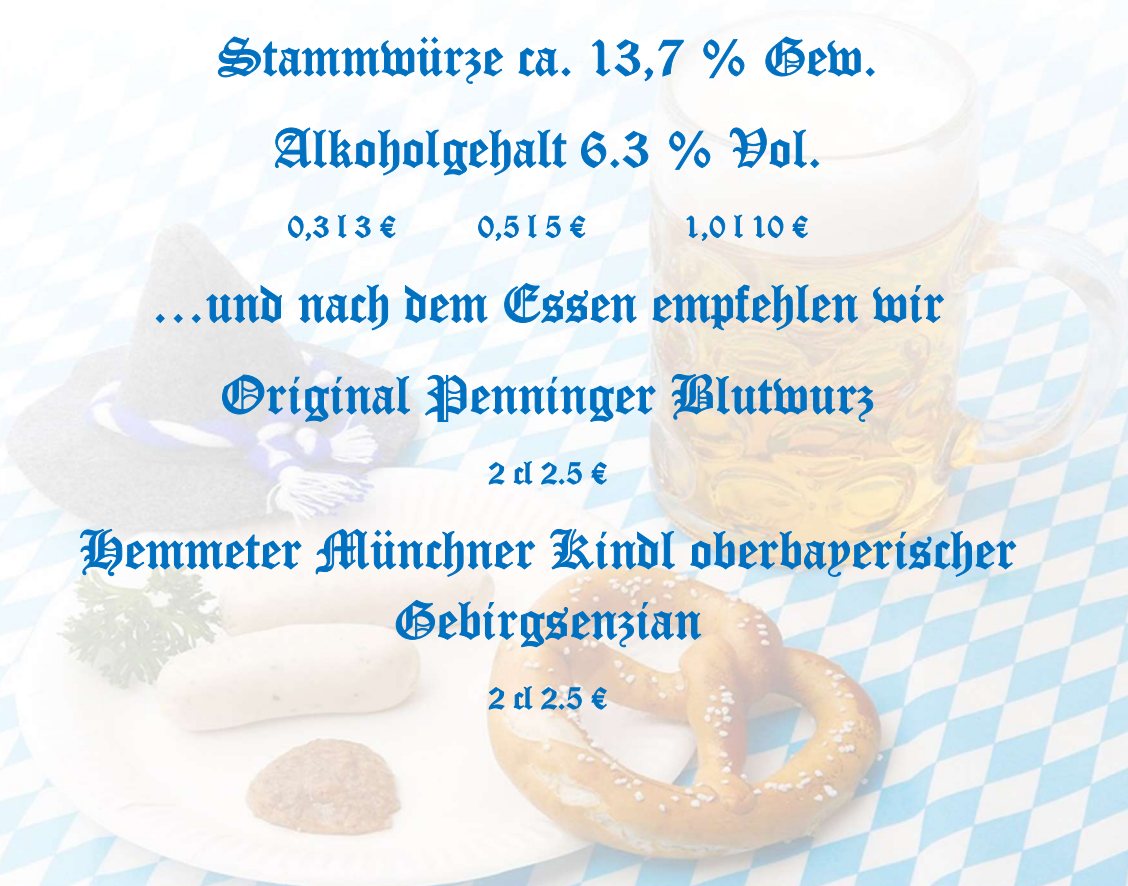 Stammwürze ca. 13,7 % Gew.
Alkoholgehalt 6.3 % Vol.
0,3 l 3 € 0,5 l 5 € 1,0 l 10 €
…und nach dem Essen empfehlen wir
Original Penninger Blutwurz
2 cl 2.5 €
Hemmeter Münchner Kindl oberbayerischer
Gebirgsenzian
2 cl 2.5 €